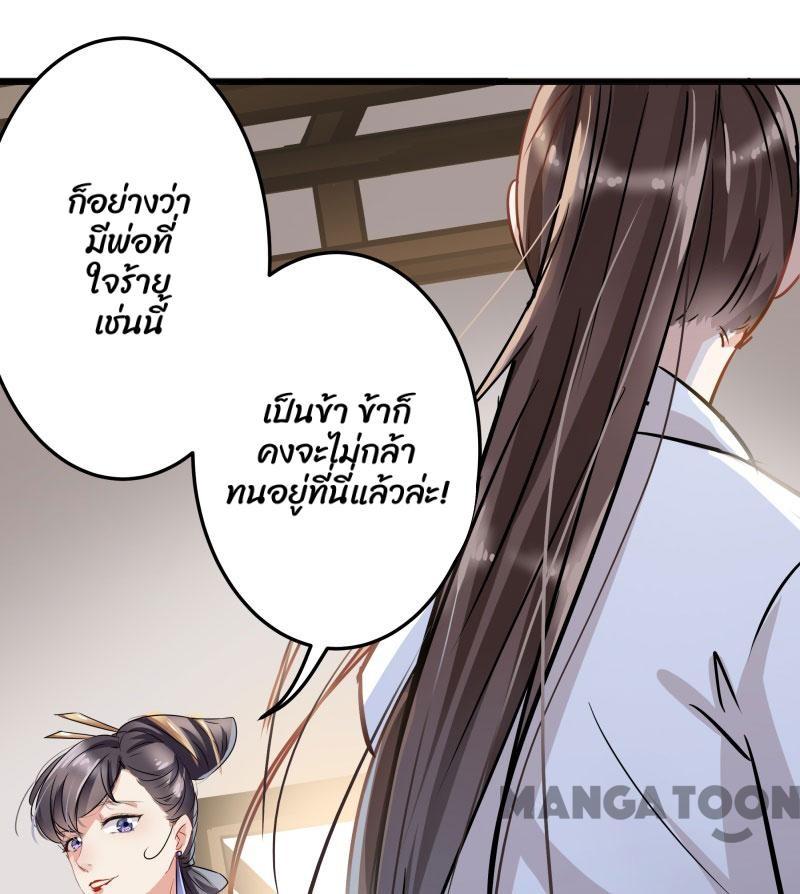 ก็อย่างว่า
มีพ่อที่
ใจร้าย
เช่นนี้
เป็นข้า ข้าก็
คงจะไม่กล้า
ทนอยู่ที่นี่แล้วล่ะ!
MANGATOON